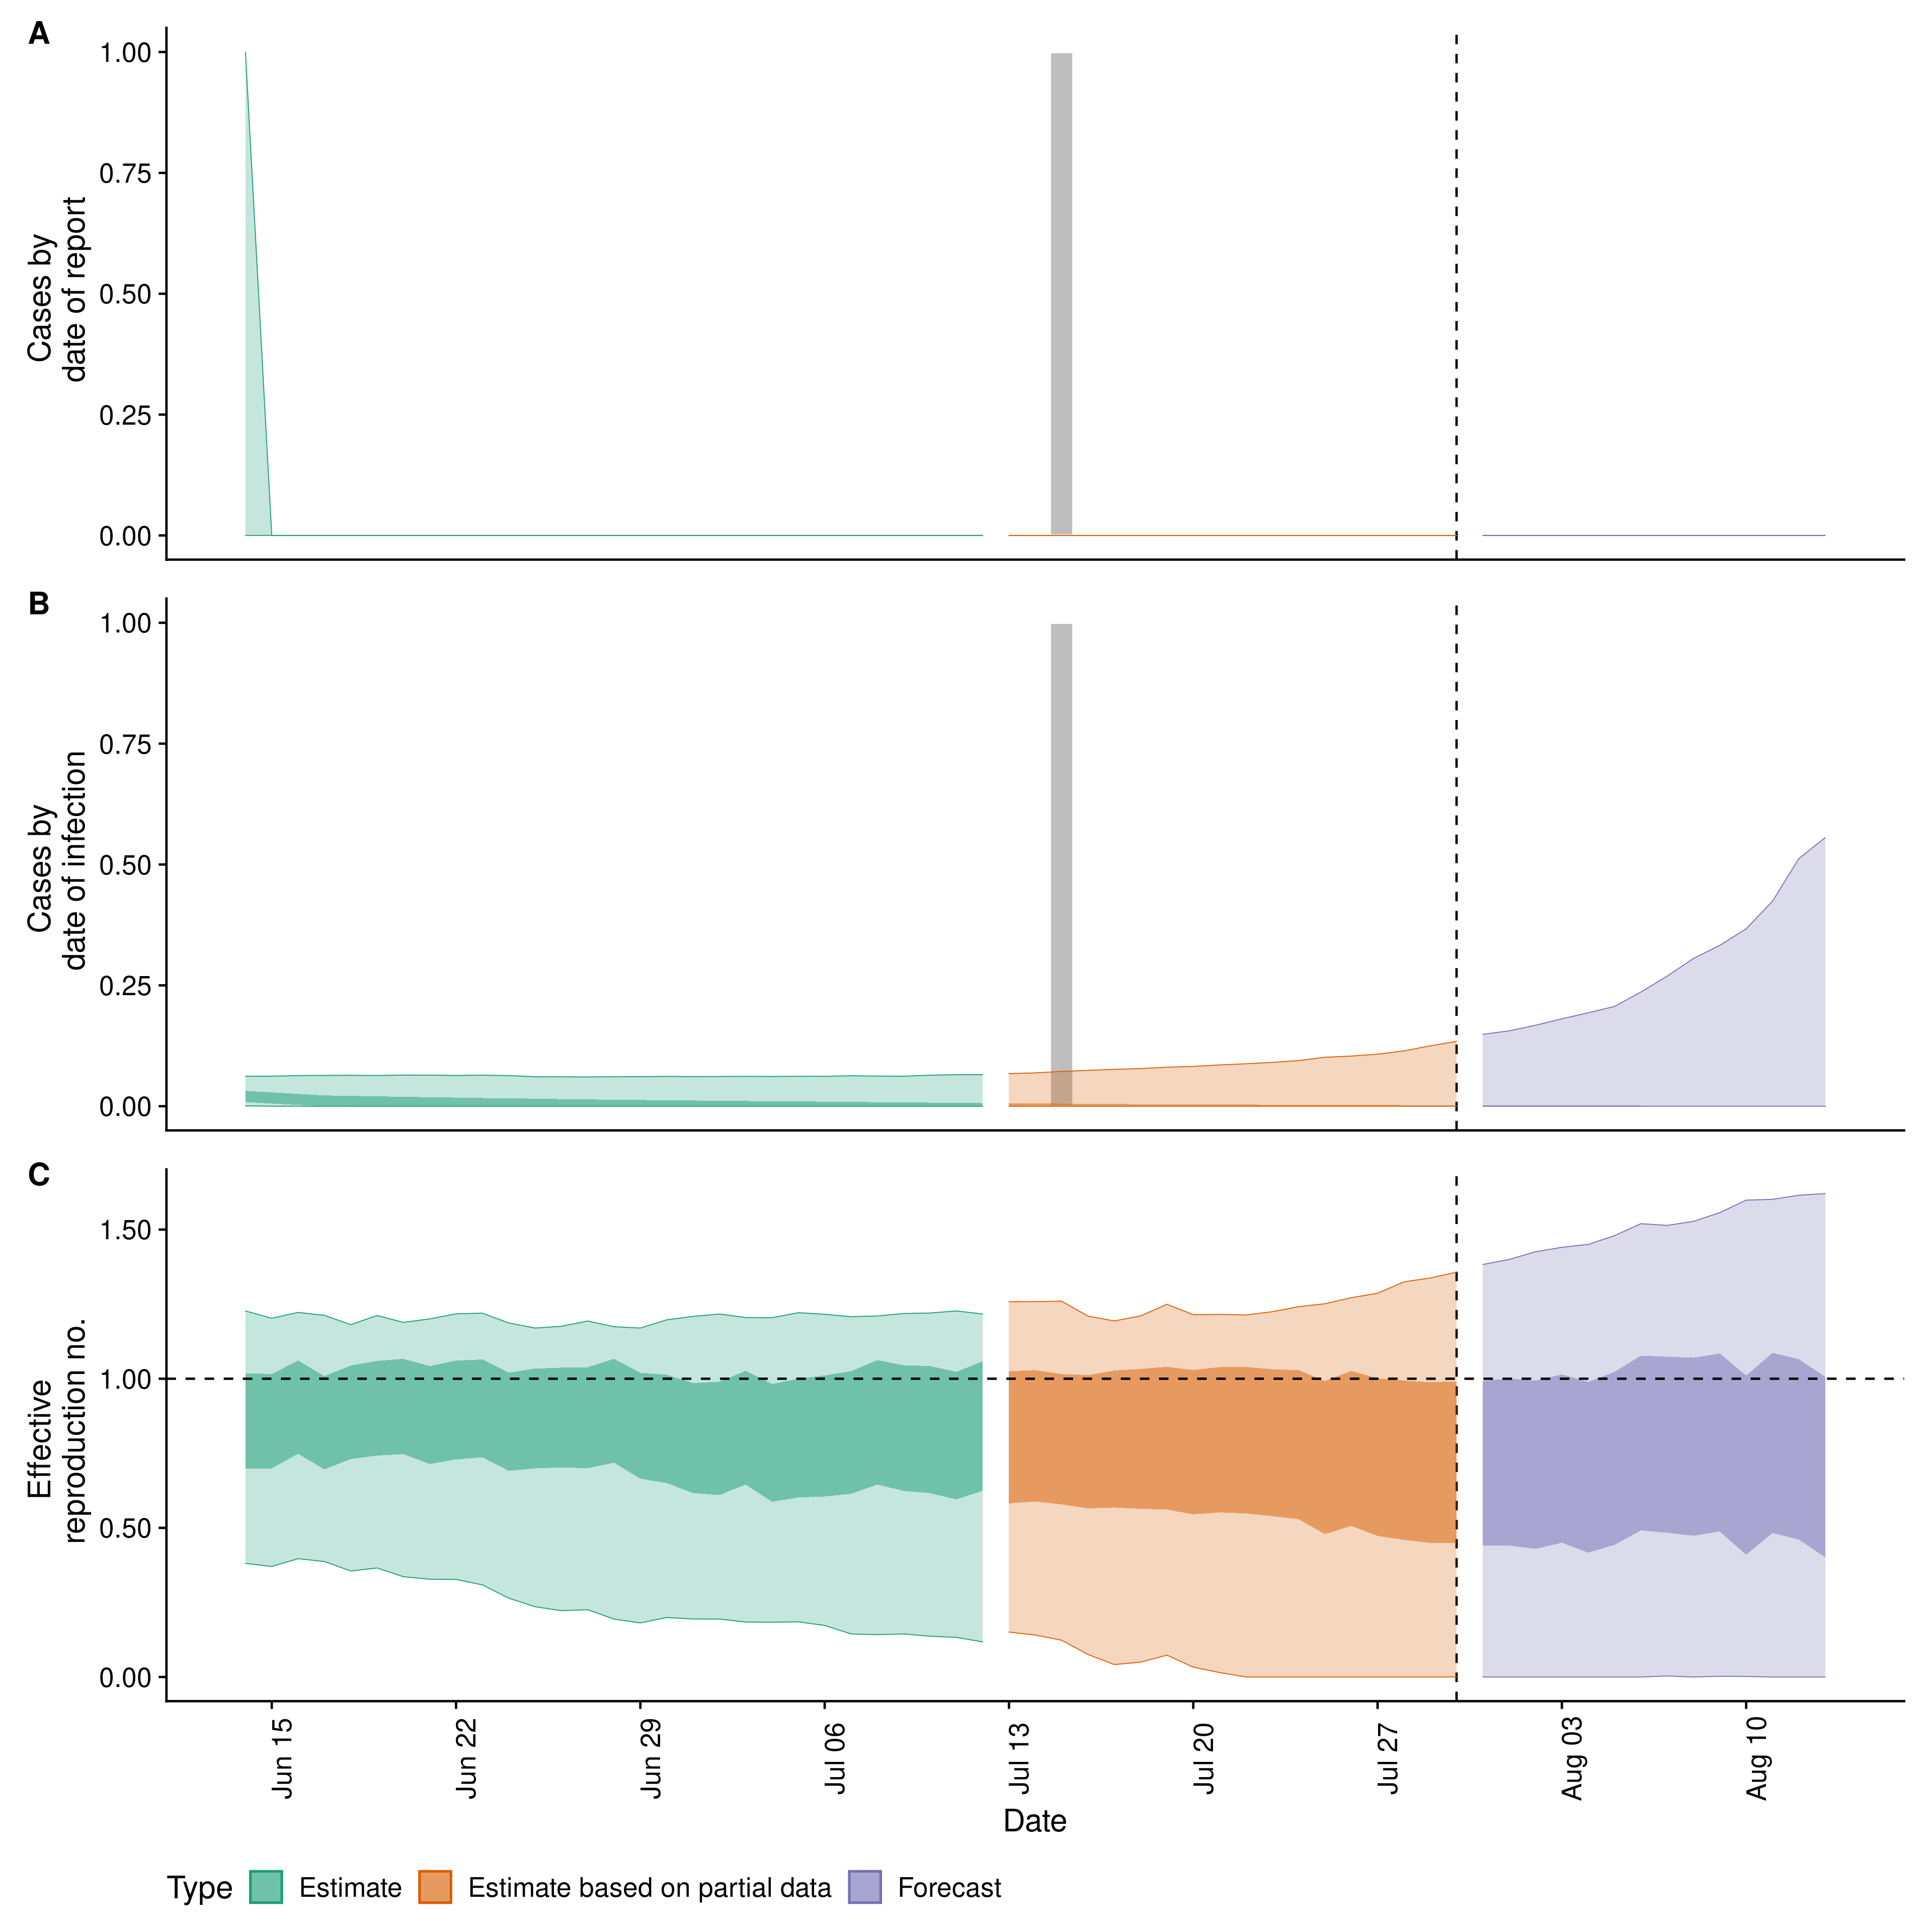 A
1.00
0.75
0.50
0.25
0.00
Cases by
date of report
B
1.00
0.75
0.50
0.25
0.00
Cases by
date of infection
C
1.50
1.00
0.50
0.00
Effective
reproduction no.
Jun 15
Jun 22
Jun 29
Jul 06
Jul 13
Jul 20
Jul 27
Aug 03
Aug 10
Date
Type Estimate Estimate based on partial data Forecast